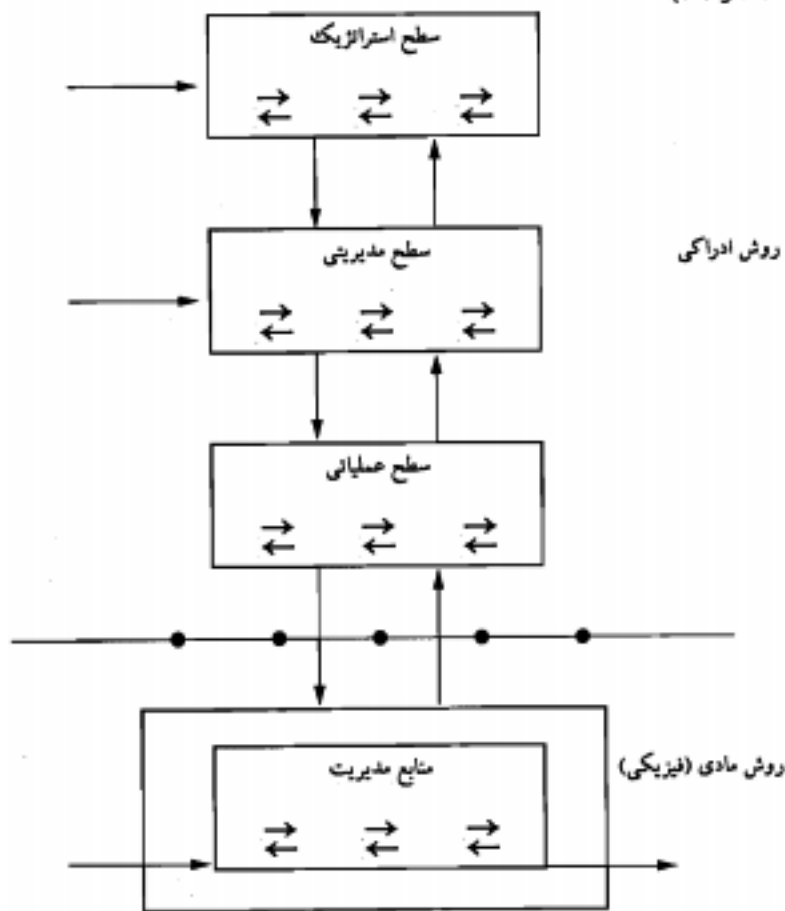 سطح استراتژیک
سطح مدیریتی
روش ادراکی
سطح عملیاتی
منابع مدیریت
روش مادی (فیزیکی)